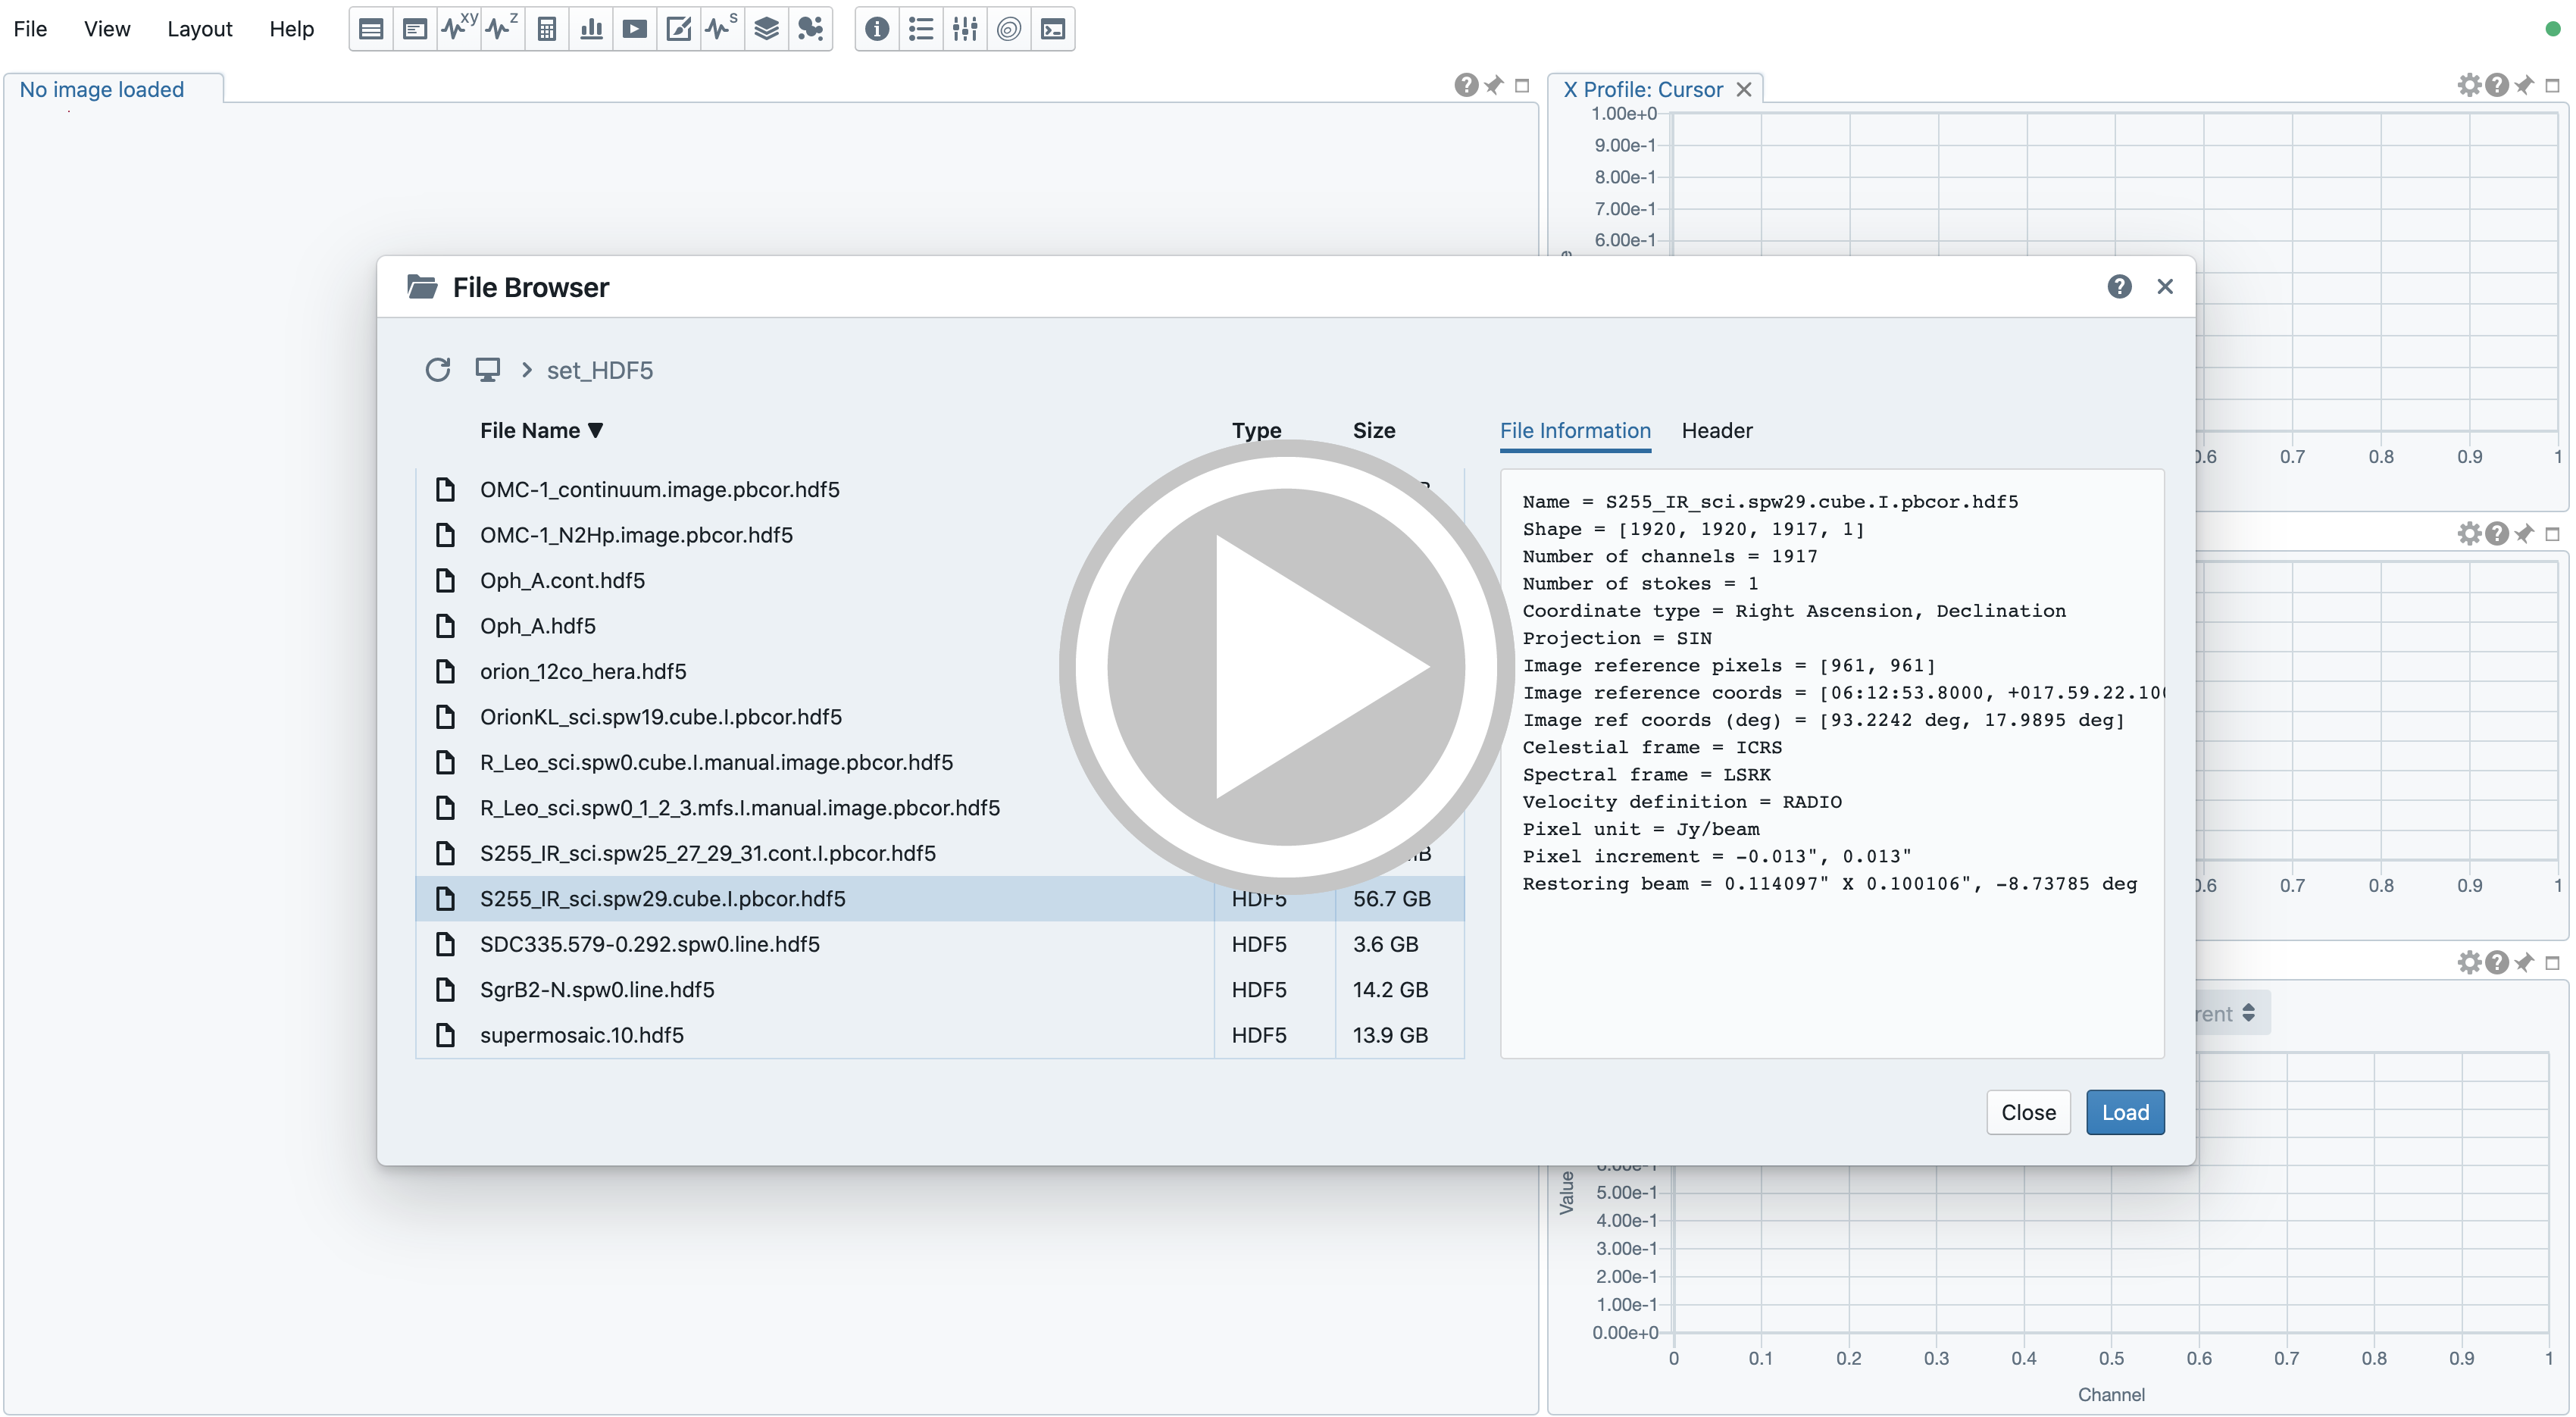 File View Layout Help xy z s
No image loaded
X Profile: Cursor
1.00e+0
9.00e-1
8.00e-1
7.00e-1
6.00e-1
File Browser
set_HDF5
File Name ▼ Type Size
OMC-1_continuum.image.pbcor.hdf5
OMC-1_N2Hp.image.pbcor.hdf5
Oph_A.cont.hdf5
Oph_A.hdf5
orion_12co_hera.hdf5
OrionKL_sci.spw19.cube.I.pbcor.hdf5
R_Leo_sci.spw0.cube.I.manual.image.pbcor.hdf5
R_Leo_sci.spw0_1_2_3.mfs.I.manual.image.pbcor.hdf5
S255_IR_sci.spw25_27_29_31.cont.I.pbcor.hdf5
S255_IR_sci.spw29.cube.I.pbcor.hdf5 HDF5 56.7 GB
SDC335.579-0.292.spw0.line.hdf5 HDF5 3.6 GB
SgrB2-N.spw0.line.hdf5 HDF5 14.2 GB
supermosaic.10.hdf5 HDF5 13.9 GB
File Information Header
Name = S255_IR_sci.spw29.cube.I.pbcor.hdf5
Shape = [1920, 1920, 1917, 1]
Number of channels = 1917
Number of stokes = 1
Coordinate type = Right Ascension, Declination
Projection = SIN
Image reference pixels = [961, 961]
Image reference coords = [06:12:53.8000, +017.59.22.10
Image ref coords (deg) = [93.2242 deg, 17.9895 deg]
Celestial frame = ICRS
Spectral frame = LSRK
Velocity definition = RADIO
Pixel unit = Jy/beam
Pixel increment = -0.013", 0.013"
Restoring beam = 0.114097" X 0.100106", -8.73785 deg
Close Load
0.6 0.7 0.8 0.9 1
0.6 0.7 0.8 0.9 1
rent
Value
5.00e-1
4.00e-1
3.00e-1
2.00e-1
1.00e-1
0.00e+0
0 0.1 0.2 0.3 0.4 0.5 0.6 0.7 0.8 0.9 1
Channel